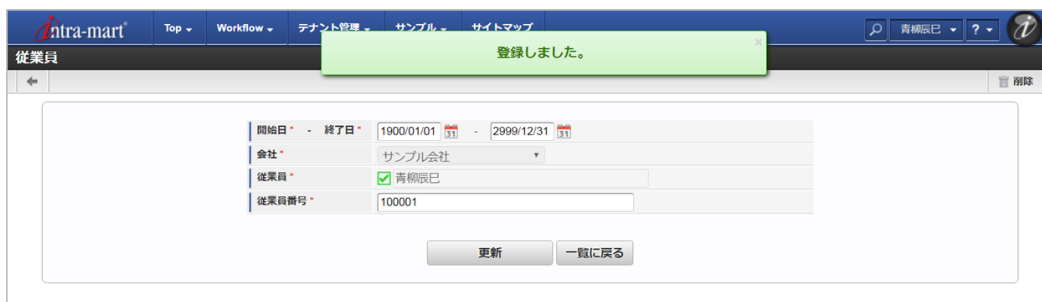 intra-mart Top Workflow テナント管理 サンプル サイトマップ 青柳辰巳 ?
登録しました。 ×
従業員
削除
開始日* - 終了日* 1900/01/01 31 - 2999/12/31 31
会社* サンプル会社
従業員* 青柳辰巳
従業員番号* 100001
更新 一覧に戻る